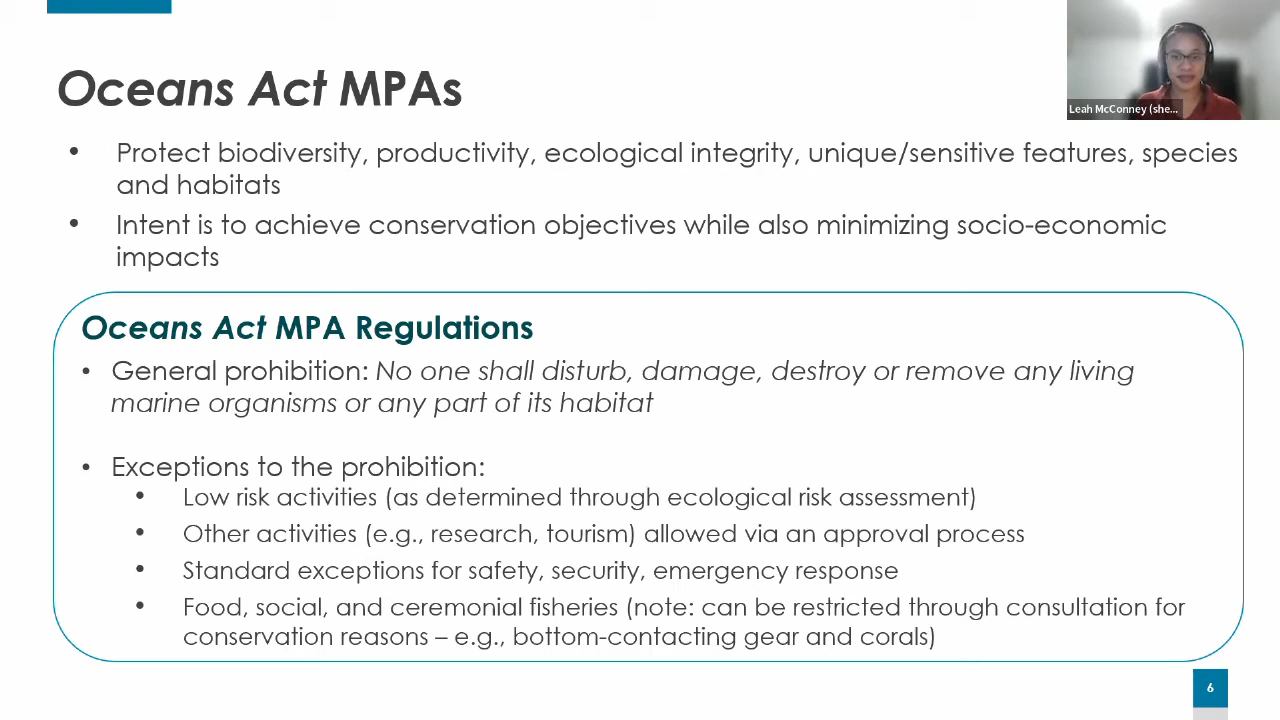 Oceans Act MPAs
Leah McConney (she...
• Protect biodiversity, productivity, ecological integrity, unique/sensitive features, species
and habitats
• Intent is to achieve conservation objectives while also minimizing socio-economic
impacts
Oceans Act MPA Regulations
• General prohibition: No one shall disturb, damage, destroy or remove any living
marine organisms or any part of its habitat
• Exceptions to the prohibition:
• Low risk activities (as determined through ecological risk assessment)
• Other activities (e.g., research, tourism) allowed via an approval process
• Standard exceptions for safety, security, emergency response
• Food, social, and ceremonial fisheries (note: can be restricted through consultation for
conservation reasons – e.g., bottom-contacting gear and corals)
6